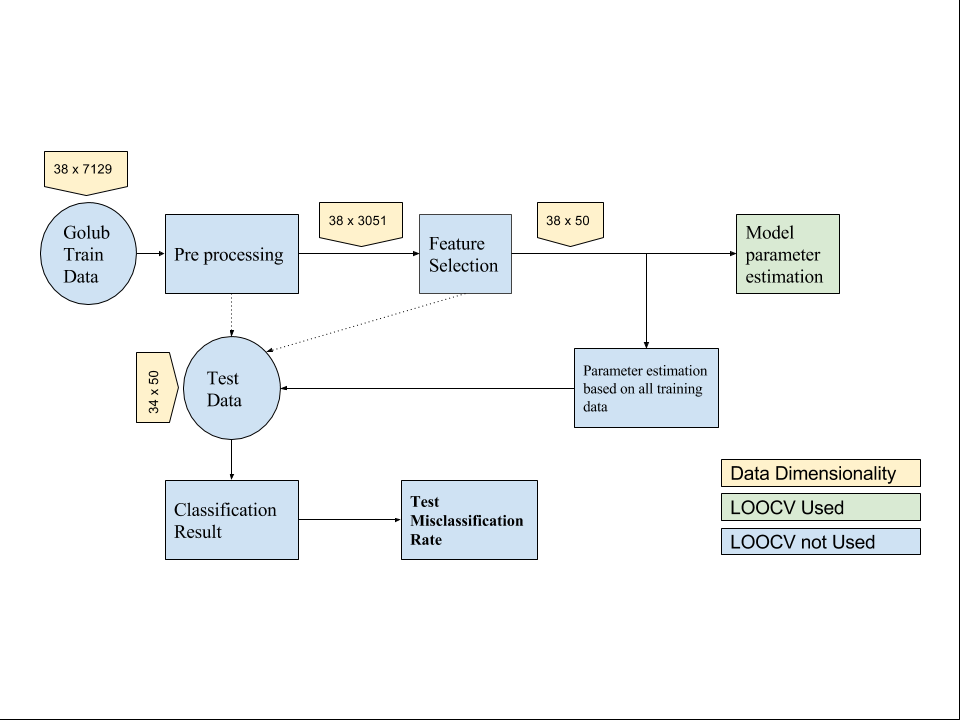 38 x 7129
Golub
Train
Data
Pre processing
38 x 3051
Feature
Selection
38 x 50
Model
parameter
estimation
34 x 50
Test
Data
Parameter estimation
based on all training
data
Classification
Result
Test
Misclassification
Rate
Data Dimensionality
LOOCV Used
LOOCV not Used